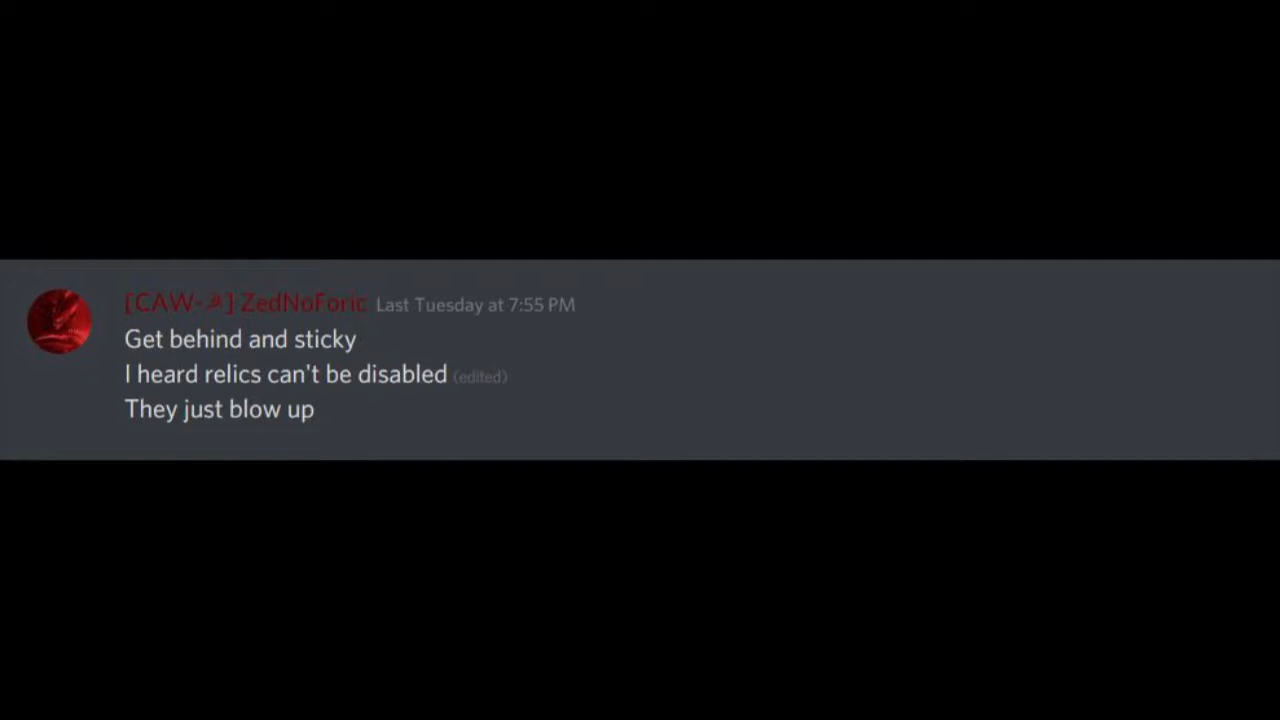 [CAW-☭] ZedNoForic Last Tuesday at 7:55 PM
Get behind and sticky
I heard relics can't be disabled (edited)
They just blow up